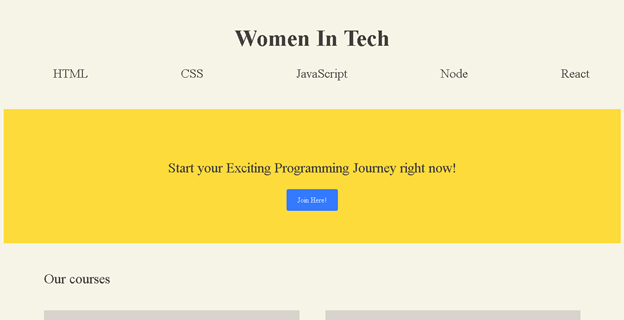 Women In Tech
HTML CSS JavaScript Node React
Start your Exciting Programming Journey right now!
Join Here!
Our courses